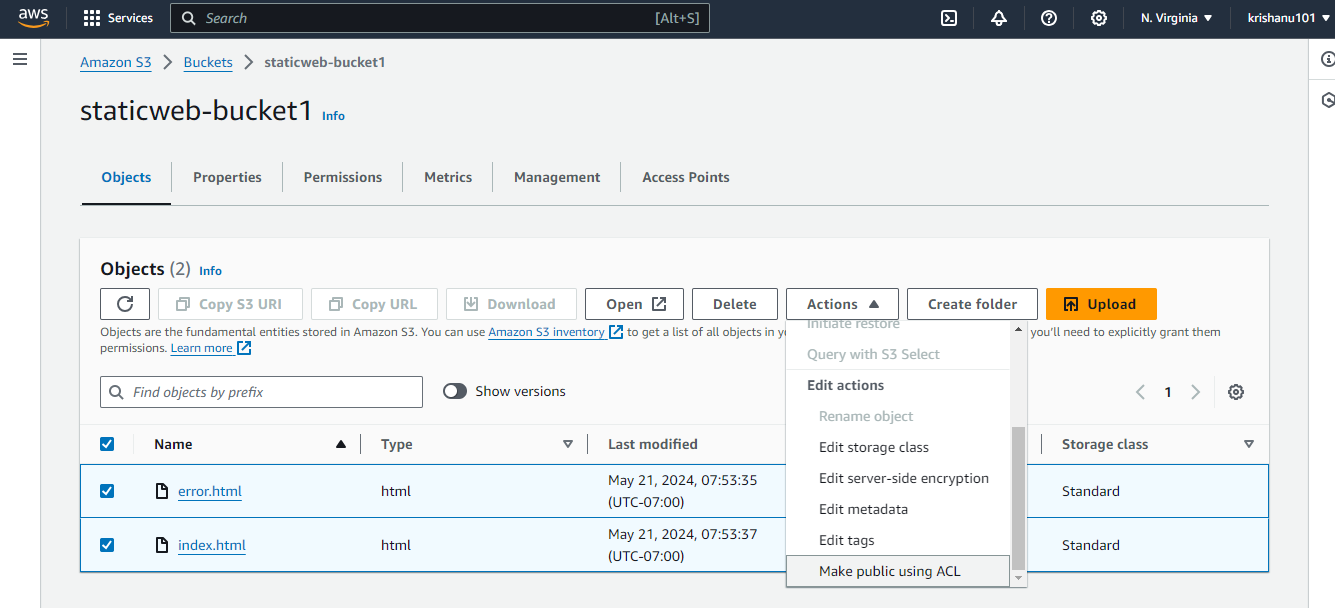 aws Services Search [Alt+S] N. Virginia krishanu101
Amazon S3 Buckets staticweb-bucket1
staticweb-bucket1 Info
Objects Properties Permissions Metrics Management Access Points
Objects (2) Info
Copy S3 URI Copy URL Download Open Delete Actions Create folder Upload
Objects are the fundamental entities stored in Amazon S3. You can use Amazon S3 inventory to get a list of all objects in you'll need to explicitly grant them
permissions. Learn more
Initiate restore
Query with S3 Select
Edit actions
Rename object
Edit storage class
Edit server-side encryption
Edit metadata
Edit tags
Make public using ACL
Find objects by prefix Show versions 1
Name Type Last modified Storage class
error.html html May 21, 2024, 07:53:35 Standard
(UTC-07:00)
index.html html May 21, 2024, 07:53:37 Standard
(UTC-07:00)